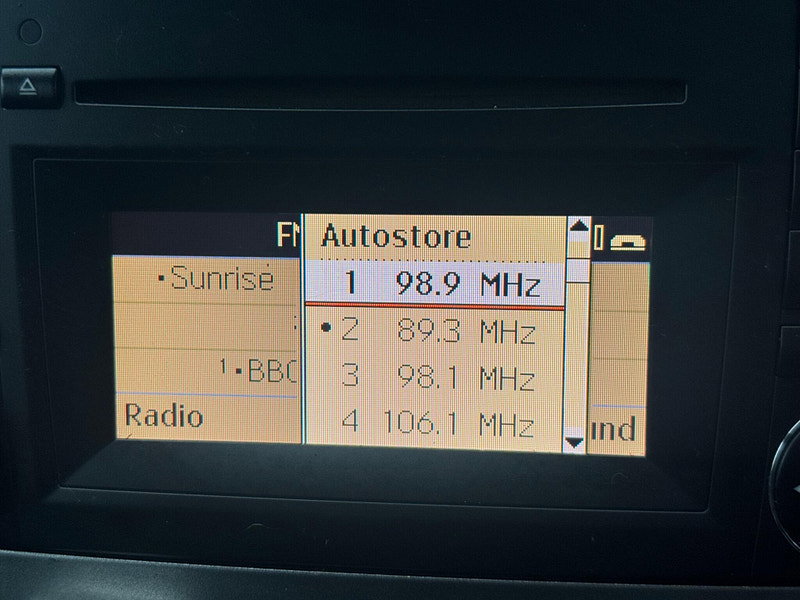 FM
Autostore
1 98.9 MHz
•Sunrise
•2 89.3 MHz
3 98.1 MHz
1•BBC
4 106.1 MHz
Radio
und